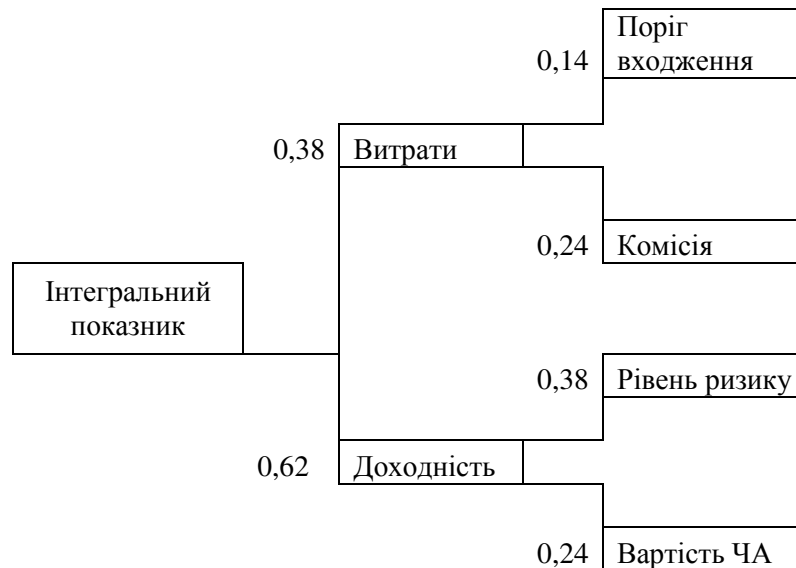 Поріг
входження
0,14
0,38
Витрати
0,24
Комісія
Інтегральний
показник
0,38
Рівень ризику
0,62
Доходність
0,24
Вартість ЧА